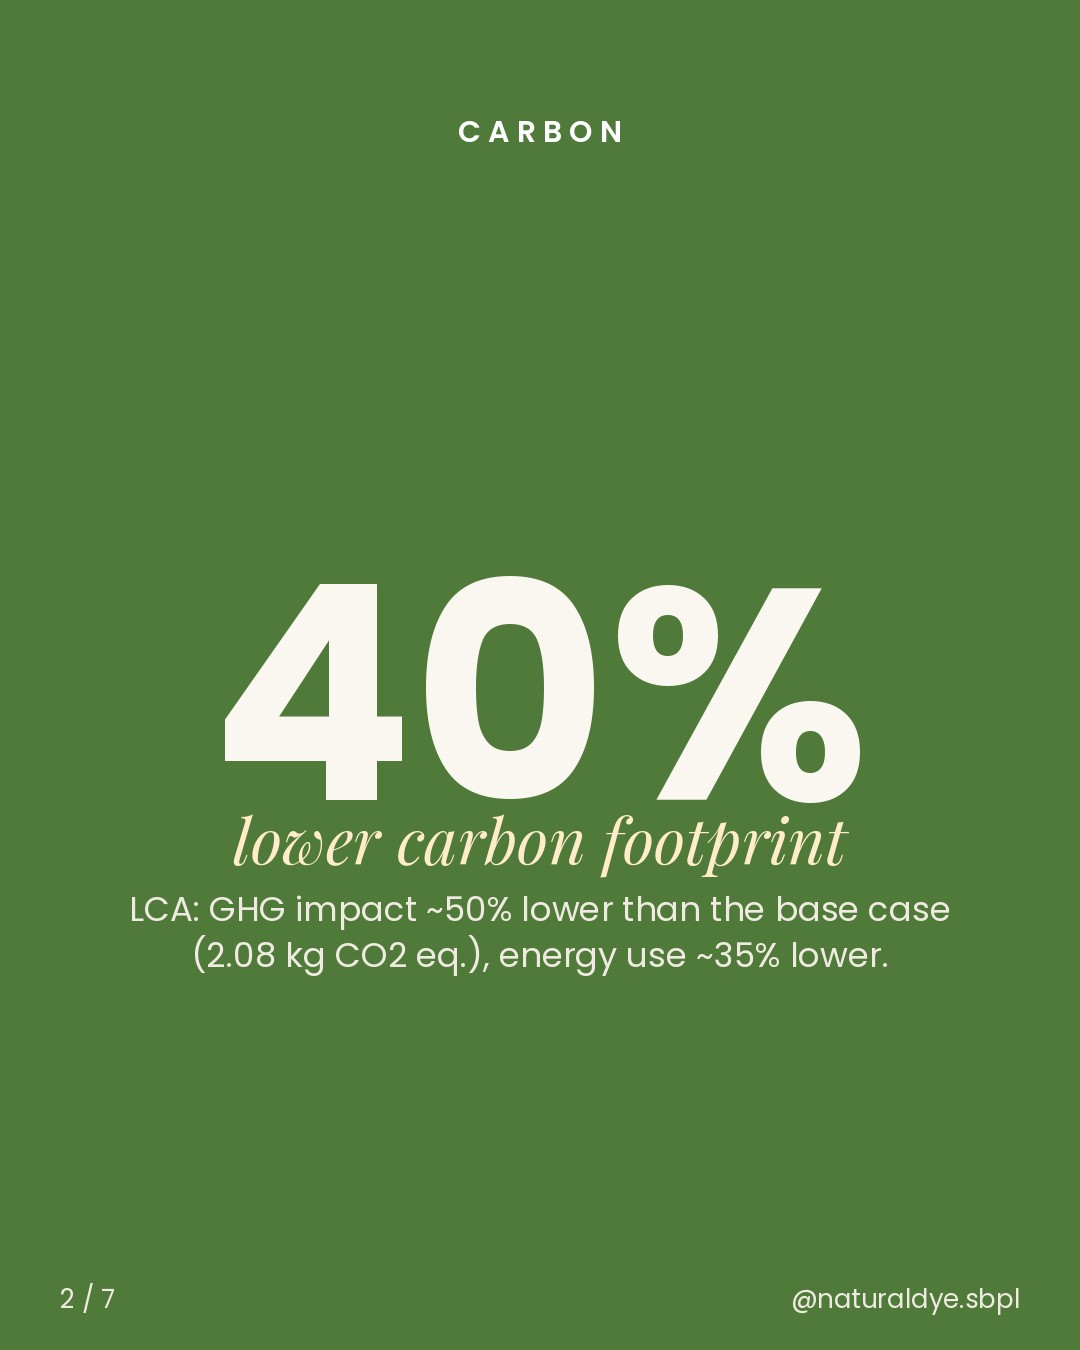 CARBON
40%
lower carbon footprint
LCA: GHG impact ~50% lower than the base case
(2.08 kg CO2 eq.), energy use ~35% lower.
2 / 7
@naturaldye.sbpl